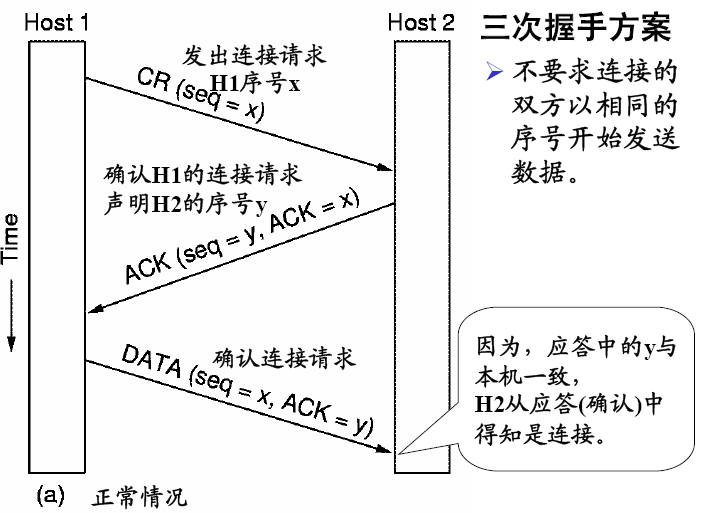 Host 1
Host 2
三次握手方案
发出连接请求
H1序号x
CR (seq = x)
不要求连接的
双方以相同的
序号开始发送
数据。
确认H1的连接请求
声明H2的序号y
ACK (seq = y, ACK = x)
Time
DATA (seq = x, ACK = y)
确认连接请求
因为，应答中的y与
本机一致，
H2从应答(确认)中
得知是连接。
(a) 正常情况